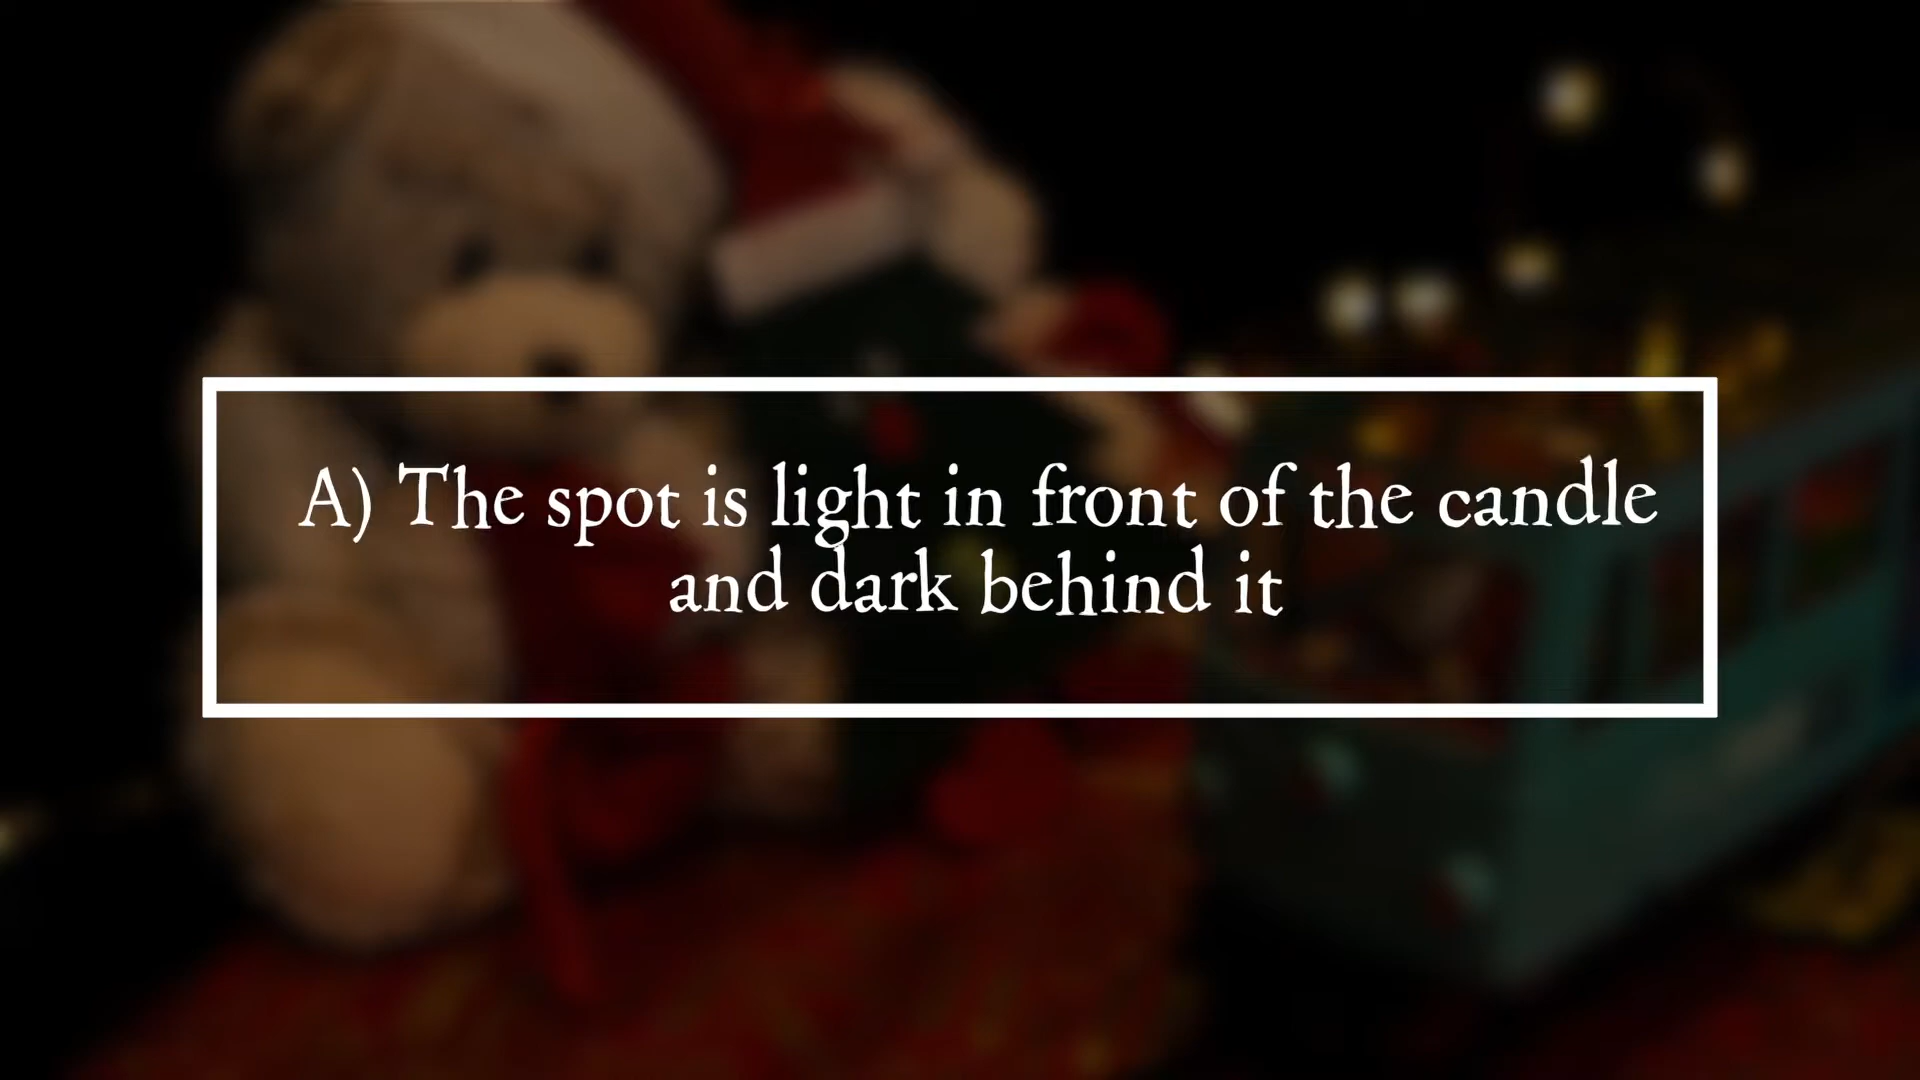 A) The spot is light in front of the candle
and dark behind it